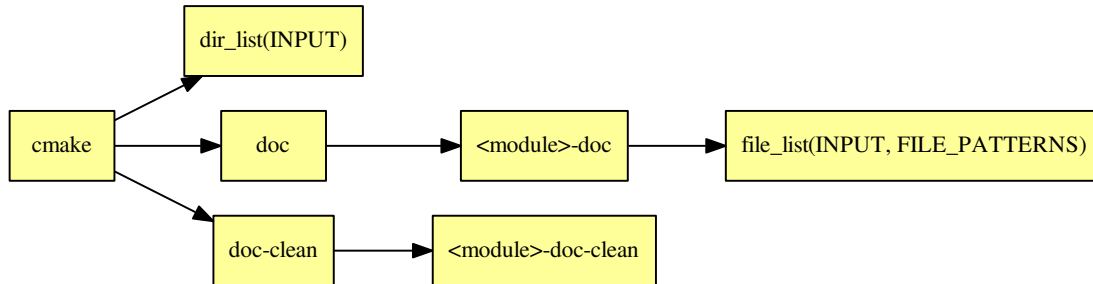 dir_list(INPUT)
cmake
doc
<module>-doc
file_list(INPUT, FILE_PATTERNS)
doc-clean
<module>-doc-clean